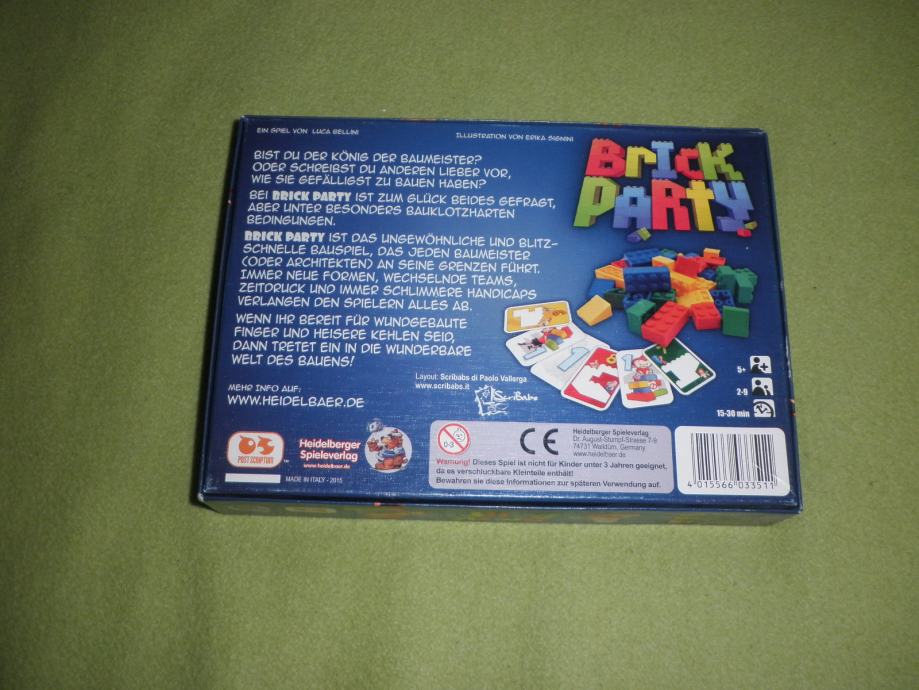 EIN SPIEL VON LUCA BELLINI
ILLUSTRATION VON ERIKA SIGNINI
BRICK
PARTY
BIST DU DER KÖNIG DER BAUMEISTER?
ODER SCHREIBST DU ANDEREN LIEBER VOR,
WIE SIE GEFÄLLIGST ZU BAUEN HABEN?
BEI BRICK PARTY IST ZUM GLÜCK BEIDES GEFRAGT,
ABER UNTER BESONDERS BAUKLOTZHARTEN
BEDINGUNGEN.
BRICK PARTY IST DAS UNGEWÖHNLICHE UND BLITZ-
SCHNELLE BAUSPIEL, DAS JEDEN BAUMEISTER
(ODER ARCHITEKTEN) AN SEINE GRENZEN FÜHRT.
IMMER NEUE FORMEN, WECHSELNDE TEAMS,
ZEITDRUCK UND IMMER SCHLIMMERE HANDICAPS
VERLANGEN DEN SPIELERN ALLES AB.
WENN IHR BEREIT FÜR WUNDGEBAUTE
FINGER UND HEISERE KEHLEN SEID,
DANN TRETET EIN IN DIE WUNDERBARE
WELT DES BAUENS!
MEHR INFO AUF:
WWW.HEIDELBAER.DE
Layout: Scribabs di Paolo Vallerga
www.scribabs.it
ScriBabs
5+
2-9
15-30 min
POST SCRIPTUM
Heidelberger
Spieleverlag
www.heidelbaer.de
MADE IN ITALY - 2015
0-3
CE
Heidelberger Spieleverlag
Dr. August-Stumpf-Strasse 7-9
74731 Walldürn, Germany
www.heidelbaer.de
Warnung! Dieses Spiel ist nicht für Kinder unter 3 Jahren geeignet,
da es verschluckbare Kleinteile enthält!
Bewahren sie diese Informationen zur späteren Verwendung auf.
4 015566 033511